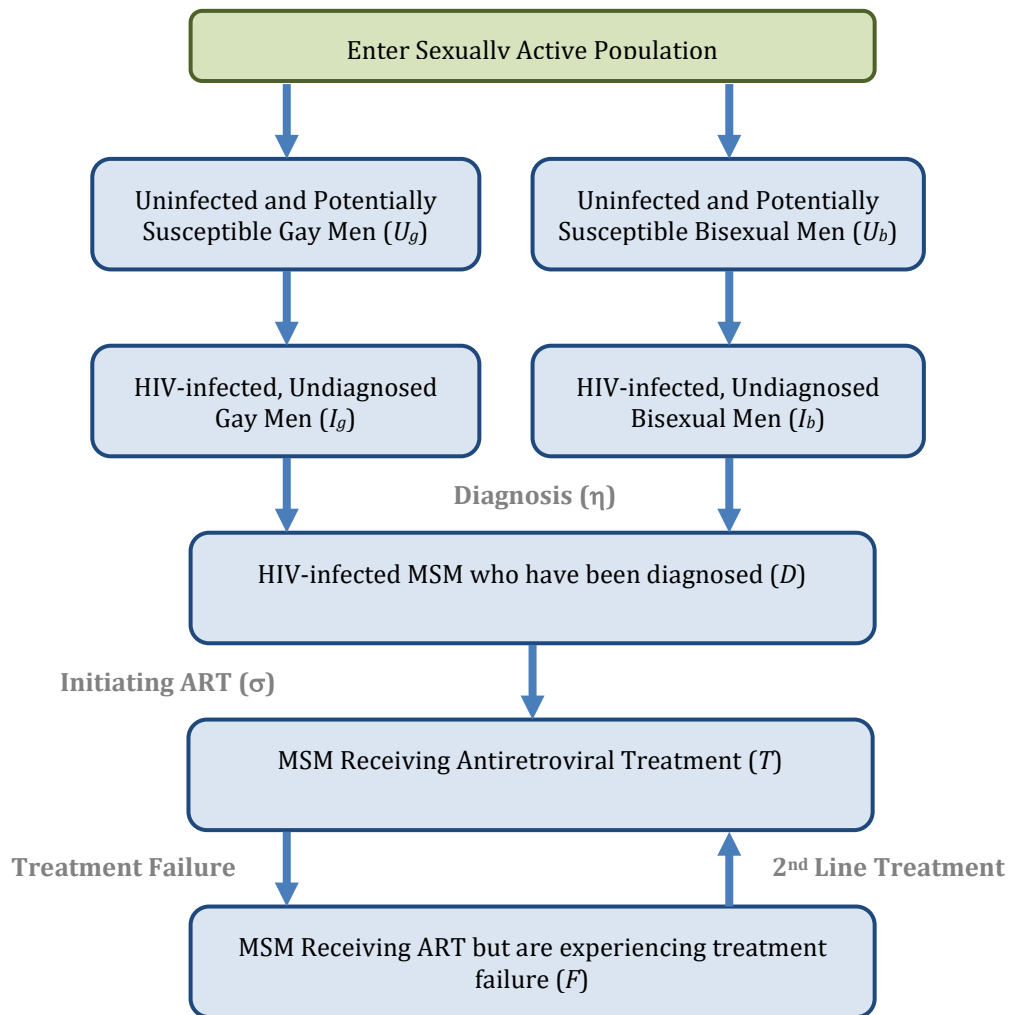 Enter Sexually Active Population
Uninfected and Potentially
Susceptible Gay Men (Ug)
Uninfected and Potentially
Susceptible Bisexual Men (Ub)
HIV-infected, Undiagnosed
Gay Men (Ig)
HIV-infected, Undiagnosed
Bisexual Men (Ib)
Diagnosis (η)
HIV-infected MSM who have been diagnosed (D)
Initiating ART (σ)
MSM Receiving Antiretroviral Treatment (T)
Treatment Failure
2nd Line Treatment
MSM Receiving ART but are experiencing treatment
failure (F)